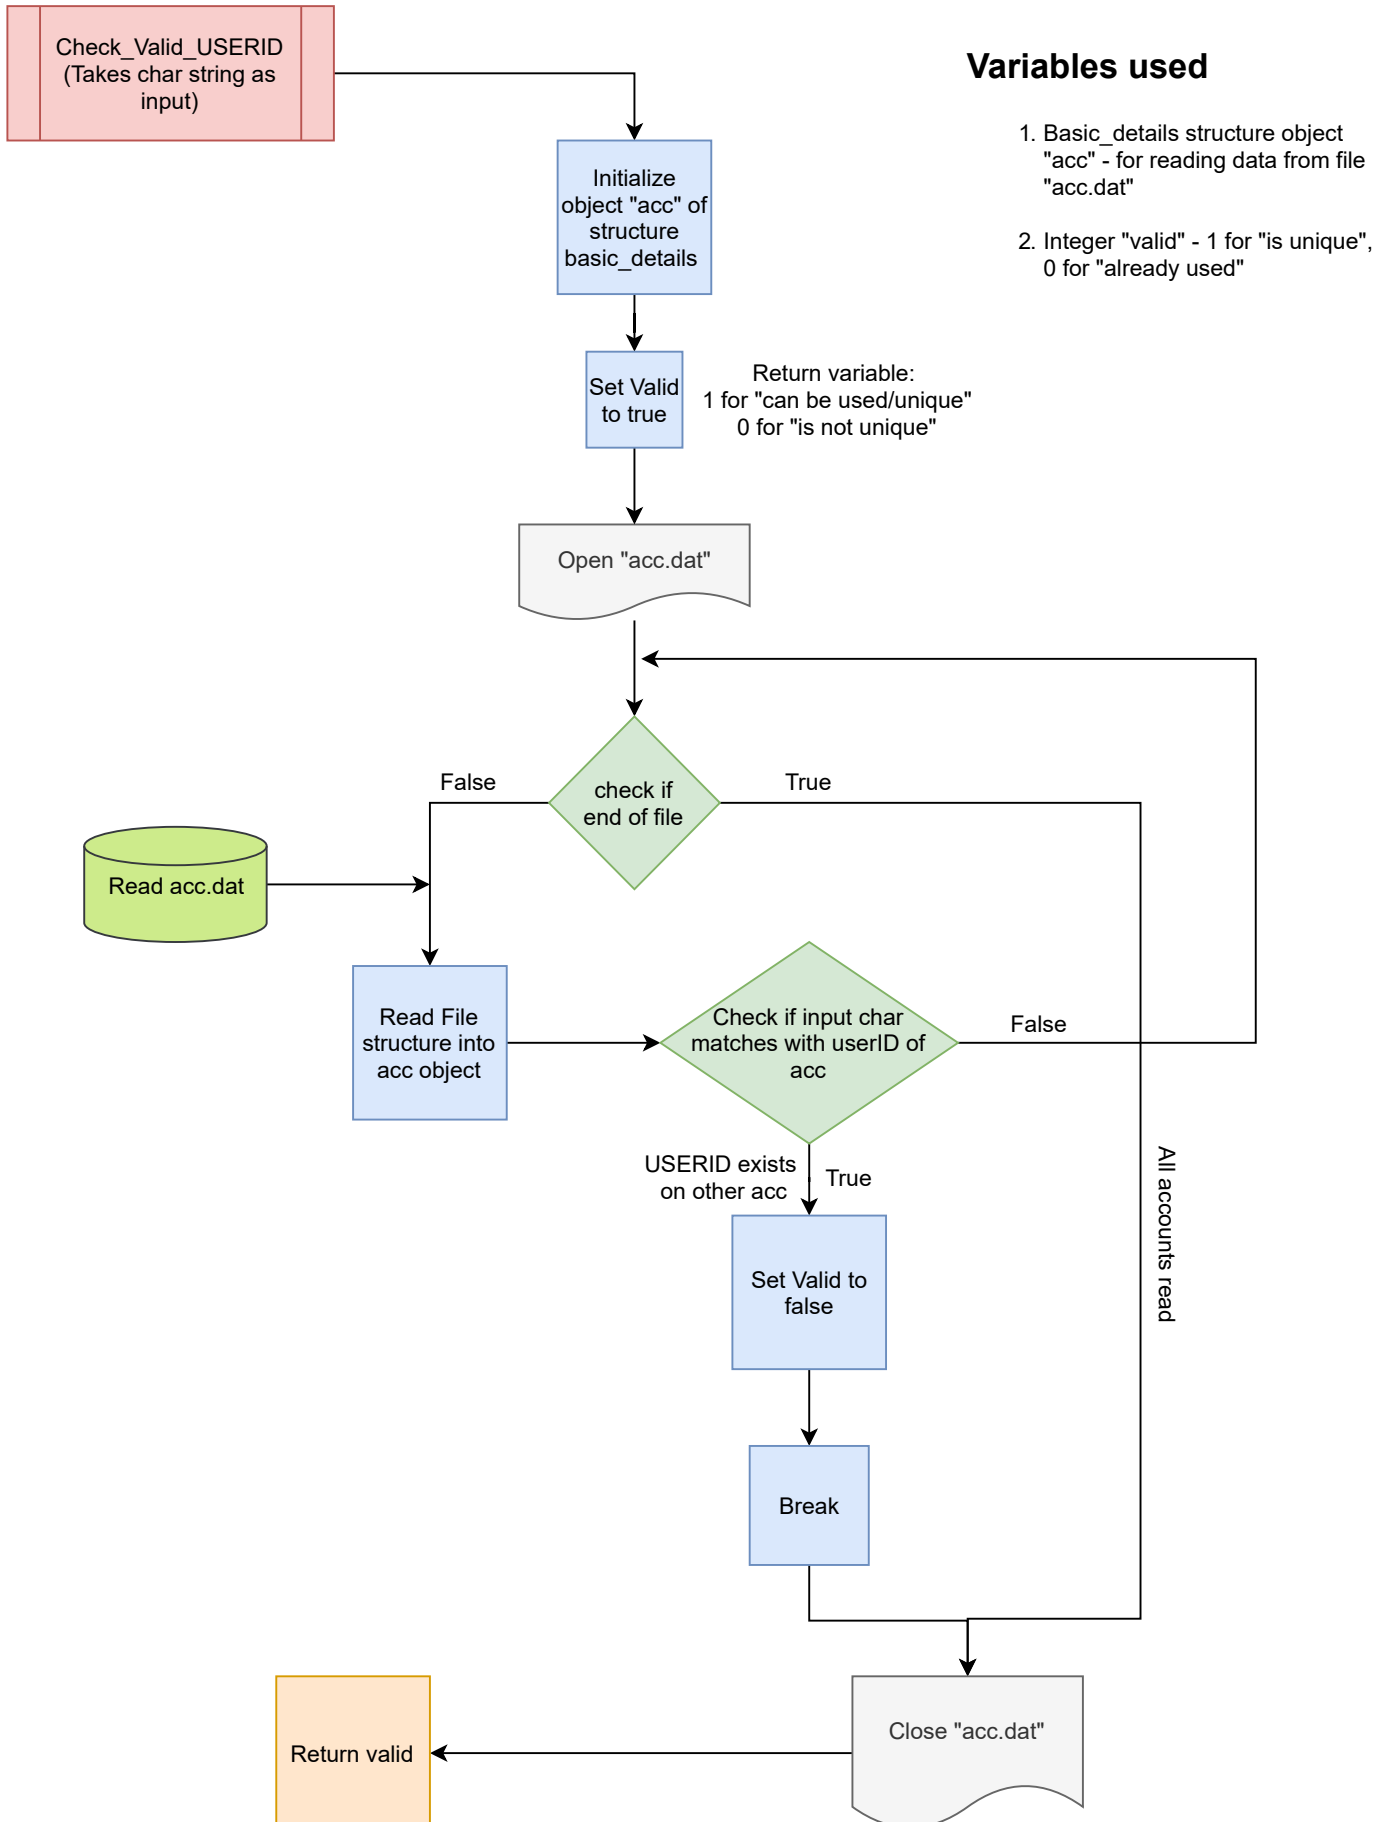 Check_Valid_USERID
(Takes char string as
input)
Variables used
1. Basic_details structure object
"acc" - for reading data from file
"acc.dat"
2. Integer "valid" - 1 for "is unique",
0 for "already used"
Initialize
object "acc" of
structure
basic_details
Set Valid
to true
Return variable:
1 for "can be used/unique"
0 for "is not unique"
Open "acc.dat"
False
True
check if
end of file
Read acc.dat
Read File
structure into
acc object
Check if input char
matches with userID of
acc
False
USERID exists
on other acc
True
All accounts read
Set Valid to
false
Break
Close "acc.dat"
Return valid